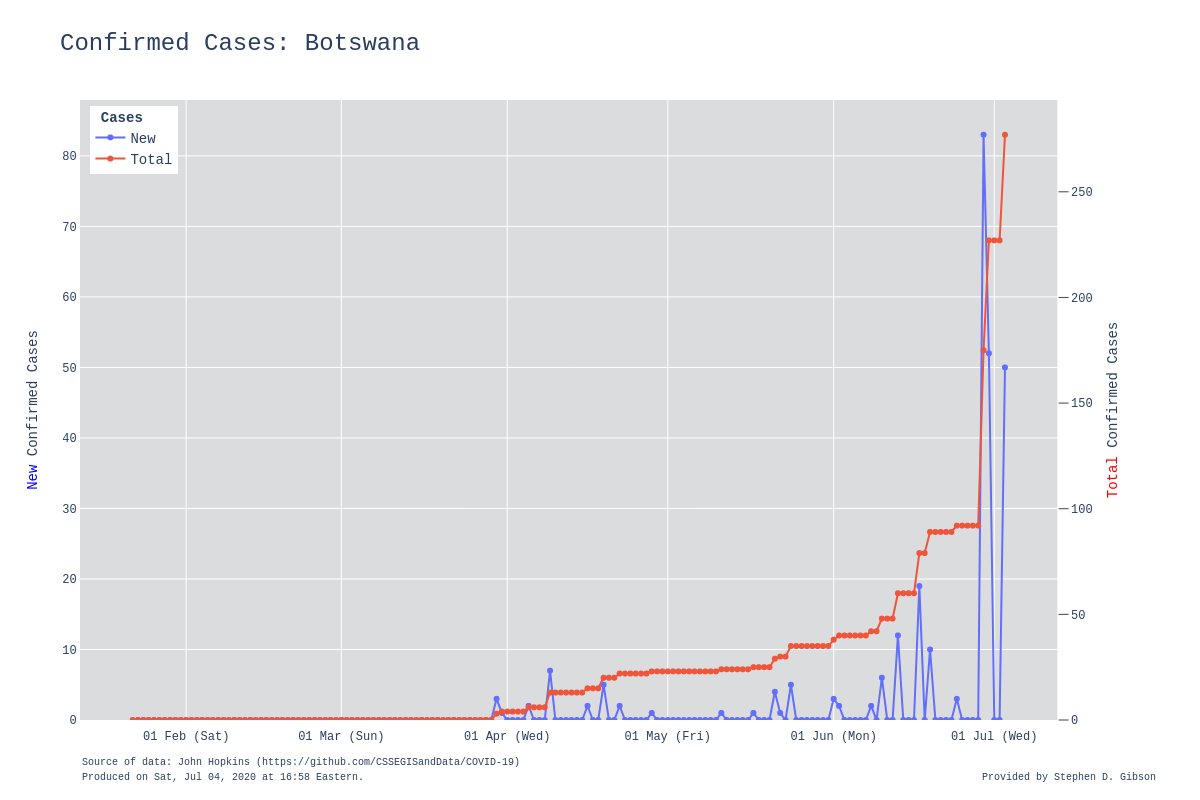 Confirmed Cases: Botswana
Cases
New
Total
80
70
60
50
40
30
20
10
0
New Confirmed Cases
250
200
150
100
50
0
Total Confirmed Cases
01 Feb (Sat)
01 Mar (Sun)
01 Apr (Wed)
01 May (Fri)
01 Jun (Mon)
01 Jul (Wed)
Source of data: John Hopkins (https://github.com/CSSEGISandData/COVID-19)
Produced on Sat, Jul 04, 2020 at 16:58 Eastern.
Provided by Stephen D. Gibson